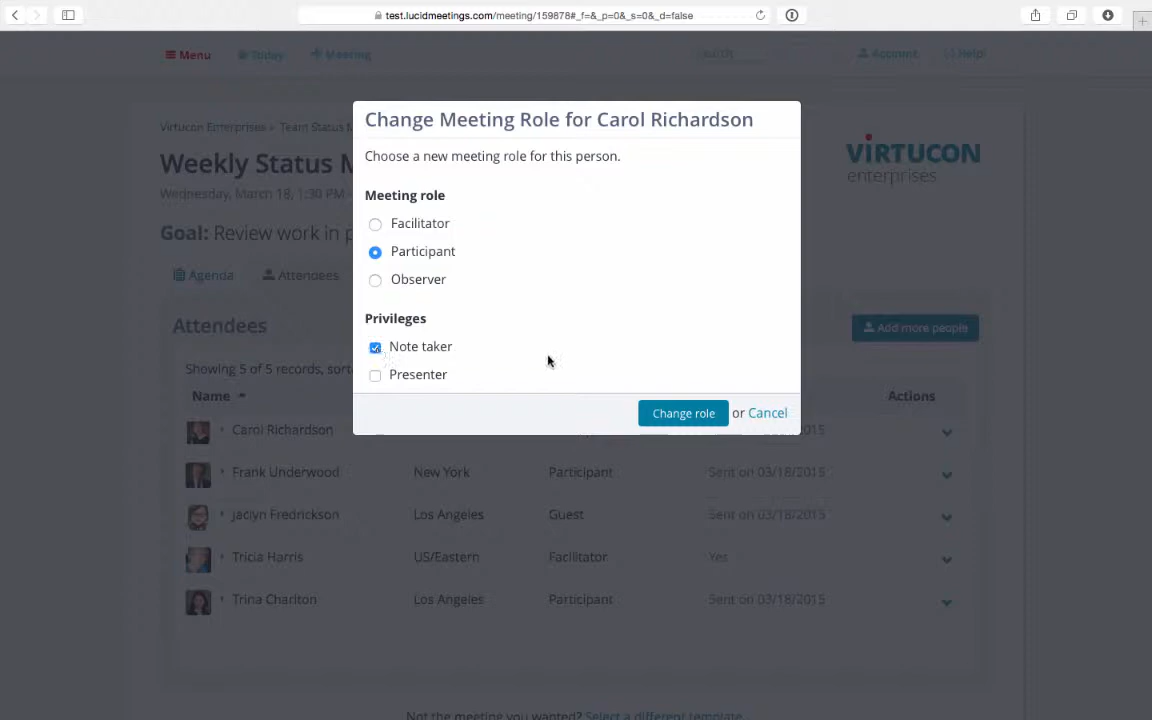 test.lucidmeetings.com/meeting/159878#_f=&_p=0&_s=0&_d=false
Menu Today Meeting Account Help!
Virtucon Enterprises » Team Status M
Weekly Status M
Wednesday, March 18, 1:30 PM -
Goal: Review work in p
VIRTUCON
enterprises
Agenda Attendees
Change Meeting Role for Carol Richardson
Choose a new meeting role for this person.
Meeting role
Facilitator
Participant
Observer
Privileges
Note taker
Presenter
Change role or Cancel
Attendees
Add more people
Showing 5 of 5 records, sort
Name Actions
Carol Richardson
Frank Underwood New York Participant Sent on 03/18/2015
Jaclyn Fredrickson Los Angeles Guest Sent on 03/18/2015
Tricia Harris US/Eastern Facilitator Yes
Trina Charlton Los Angeles Participant Sent on 03/18/2015
Not the meeting you wanted? Select a different template